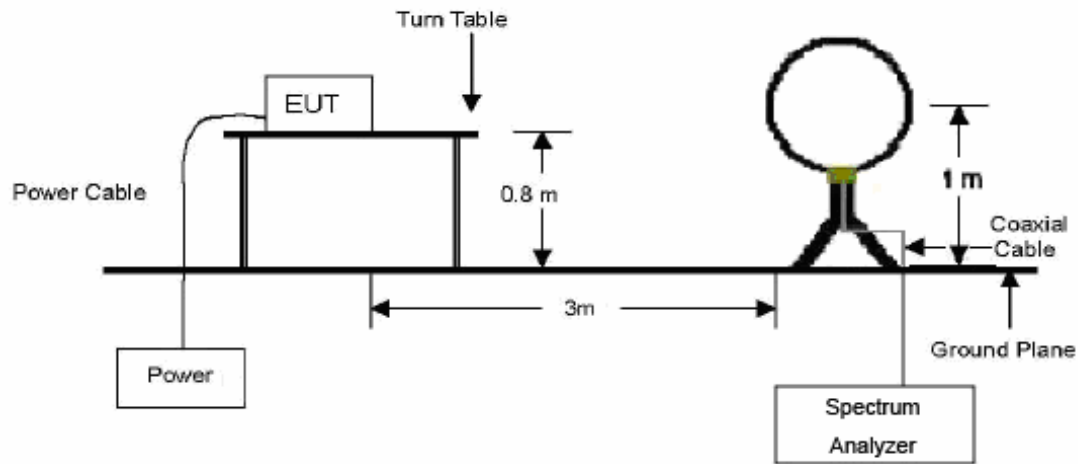 Turn Table
EUT
Power Cable
0.8 m
1 m
Coaxial
Cable
3m
Ground Plane
Power
Spectrum
Analyzer